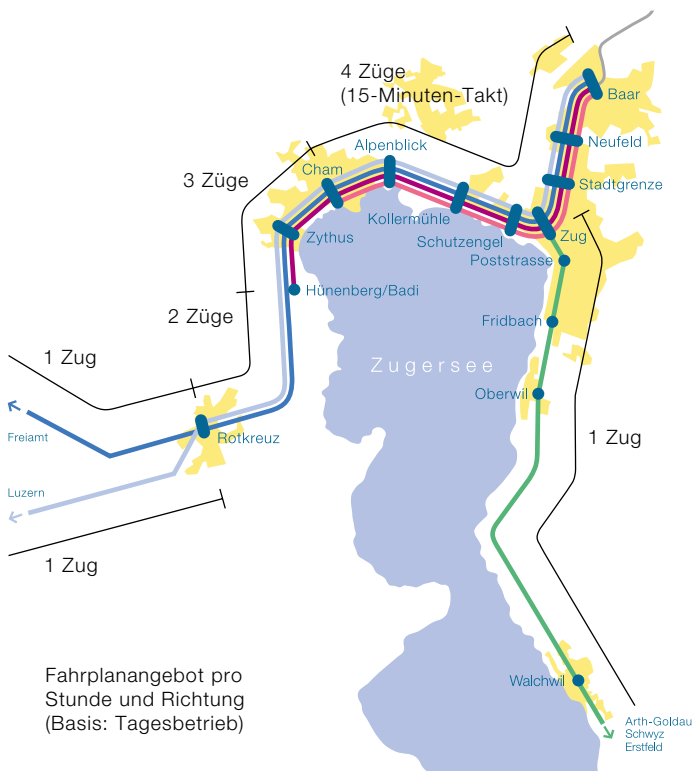 4 Züge
(15-Minuten-Takt)
Baar
Alpenblick
Neufeld
Cham
3 Züge
Stadtgrenze
Kollermühle
Zythus
Schutzengel
Zug
Poststrasse
Hünenberg/Badi
2 Züge
Fridbach
1 Zug
Zugersee
Oberwil
Freiamt
Rotkreuz
1 Zug
Luzern
1 Zug
Fahrplanangebot pro
Stunde und Richtung
(Basis: Tagesbetrieb)
Walchwil
Arth-Goldau
Schwyz
Erstfeld